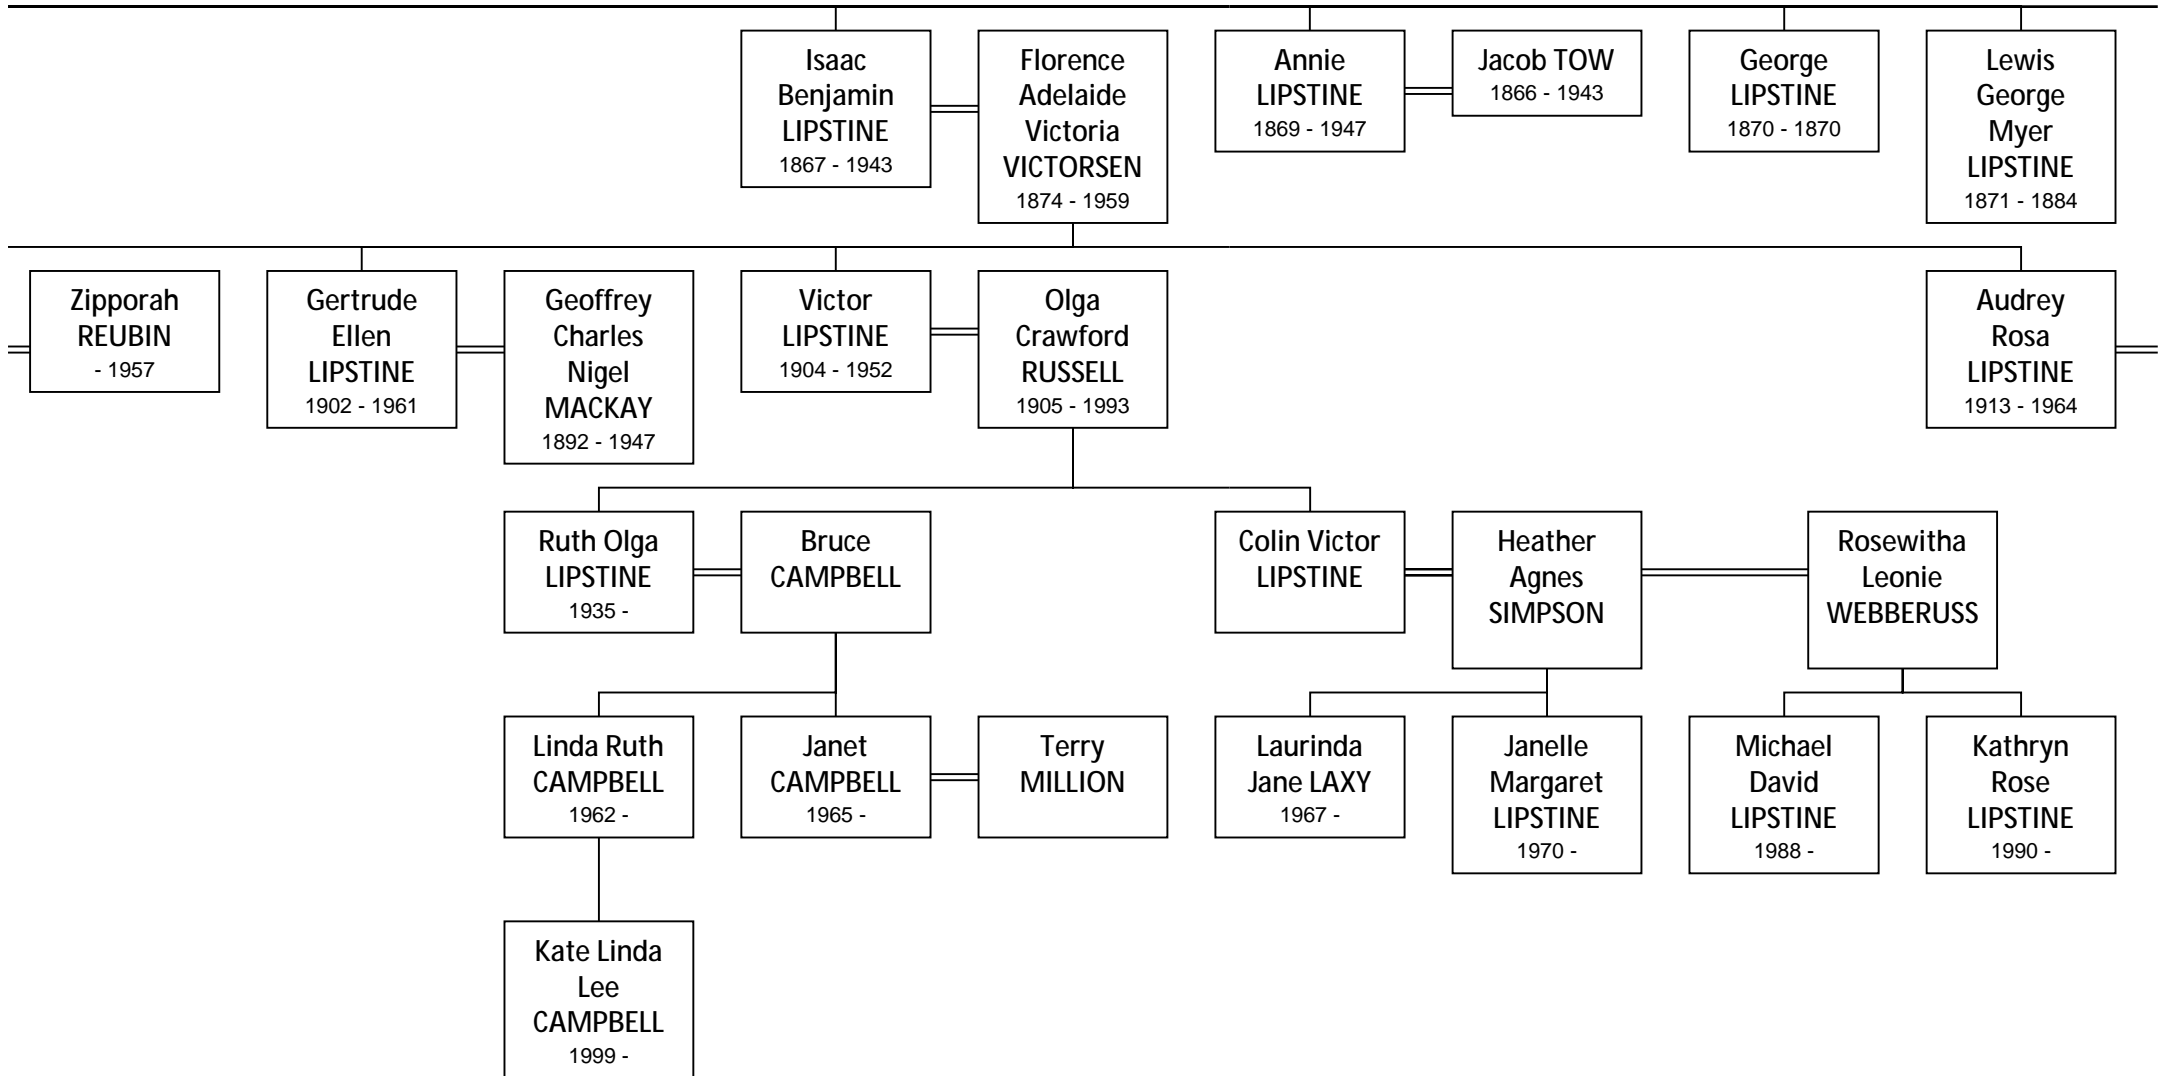 Isaac
Benjamin
LIPSTINE
1867 - 1943
Florence
Adelaide
Victoria
VICTORSEN
1874 - 1959
Annie
LIPSTINE
1869 - 1947
Jacob TOW
1866 - 1943
George
LIPSTINE
1870 - 1870
Lewis
George
Myer
LIPSTINE
1871 - 1884
Zipporah
REUBIN
- 1957
Gertrude
Ellen
LIPSTINE
1902 - 1961
Geoffrey
Charles
Nigel
MACKAY
1892 - 1947
Victor
LIPSTINE
1904 - 1952
Olga
Crawford
RUSSELL
1905 - 1993
Audrey
Rosa
LIPSTINE
1913 - 1964
Ruth Olga
LIPSTINE
1935 -
Bruce
CAMPBELL
Colin Victor
LIPSTINE
Heather
Agnes
SIMPSON
Rosewitha
Leonie
WEBBERUSS
Linda Ruth
CAMPBELL
1962 -
Janet
CAMPBELL
1965 -
Terry
MILLION
Laurinda
Jane LAXY
1967 -
Janelle
Margaret
LIPSTINE
1970 -
Michael
David
LIPSTINE
1988 -
Kathryn
Rose
LIPSTINE
1990 -
Kate Linda
Lee
CAMPBELL
1999 -